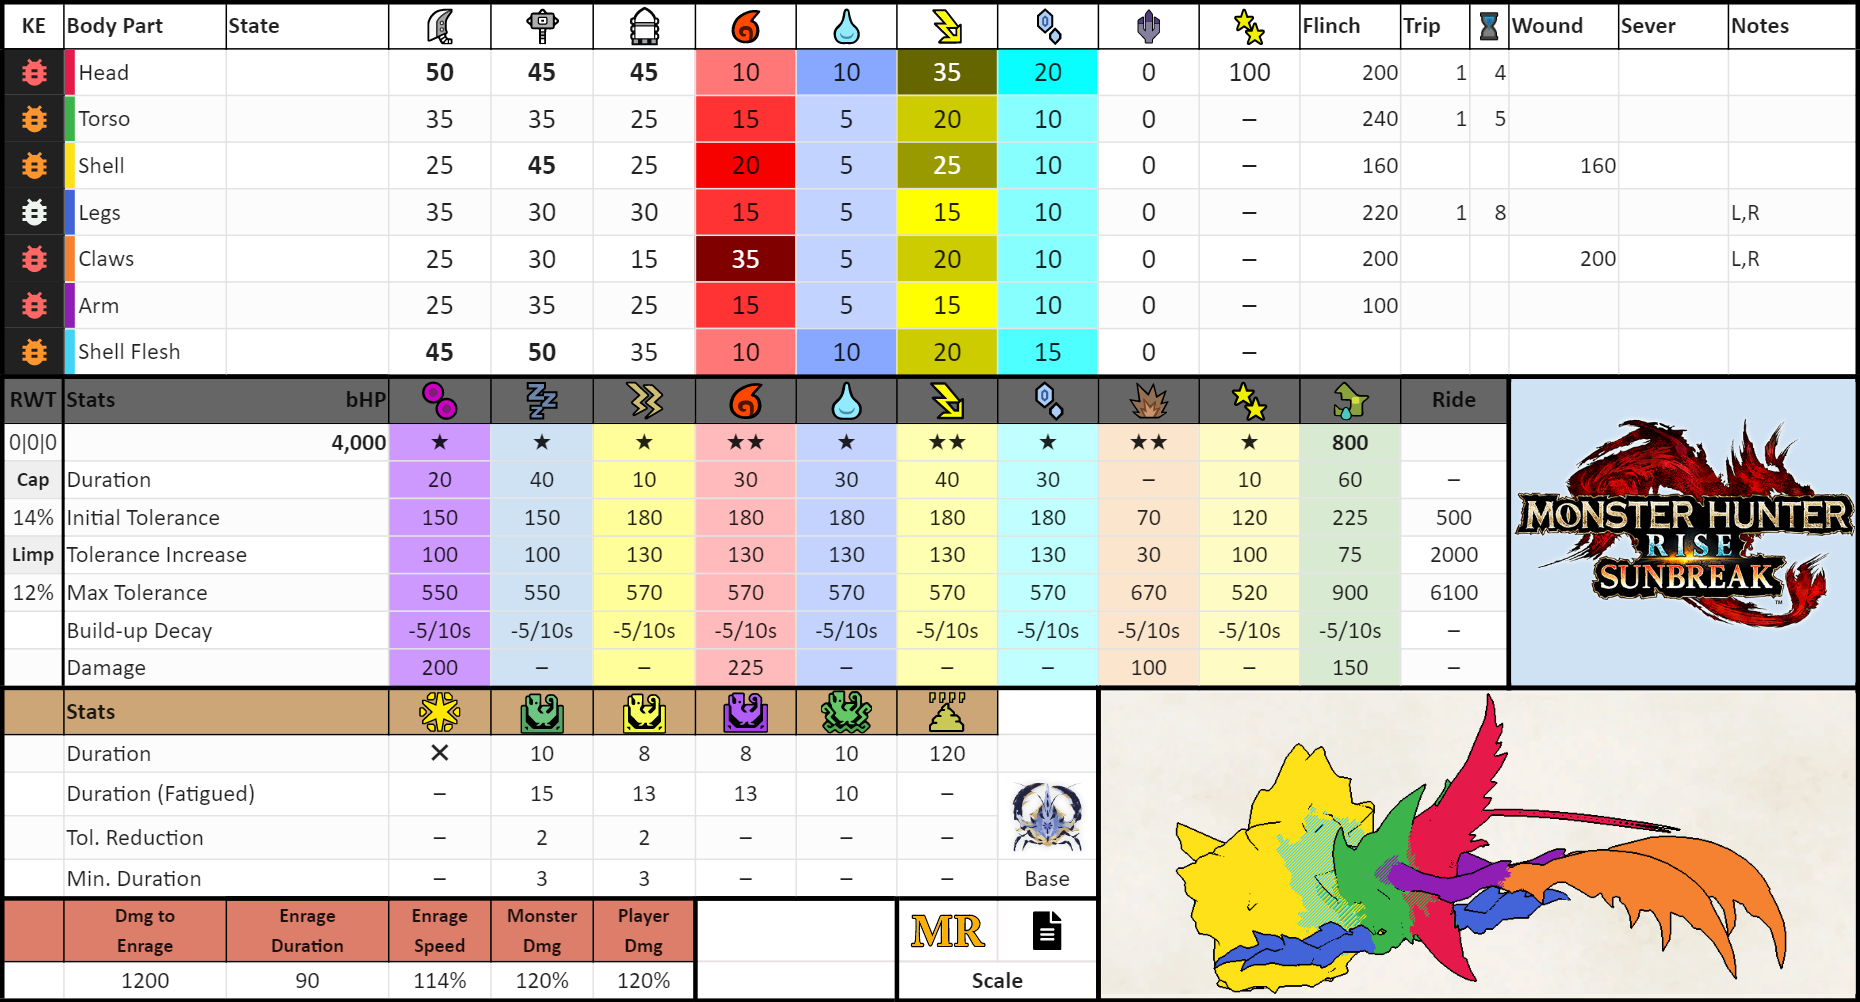 KE Body Part State Flinch Trip Wound Sever Notes
Head 50 45 45 10 10 35 20 0 100 200 1 4
Torso 35 35 25 15 5 20 10 0 – 240 1 5
Shell 25 45 25 20 5 25 10 0 – 160 160
Legs 35 30 30 15 5 15 10 0 – 220 1 8 L,R
Claws 25 30 15 35 5 20 10 0 – 200 200 L,R
Arm 25 35 25 15 5 15 10 0 – 100
Shell Flesh 45 50 35 10 10 20 15 0 –
RWT Stats bHP Ride
0|0|0 4,000 ★ ★ ★ ★★ ★ ★★ ★ ★★ ★ 800
Cap Duration 20 40 10 30 30 40 30 – 10 60 –
14% Initial Tolerance 150 150 180 180 180 180 180 70 120 225 500
Limp Tolerance Increase 100 100 130 130 130 130 130 30 100 75 2000
12% Max Tolerance 550 550 570 570 570 570 570 670 520 900 6100
Build-up Decay -5/10s -5/10s -5/10s -5/10s -5/10s -5/10s -5/10s -5/10s -5/10s -5/10s –
Damage 200 – – 225 – – – 100 – 150 –
MONSTER HUNTER
RISE
SUNBREAK™
Stats
Duration ✕ 10 8 8 10 120
Duration (Fatigued) – 15 13 13 10 –
Tol. Reduction – 2 2 – – –
Min. Duration – 3 3 – – – Base
Dmg to Enrage Enrage Monster Player
Enrage Duration Speed Dmg Dmg
MR
1200 90 114% 120% 120% Scale